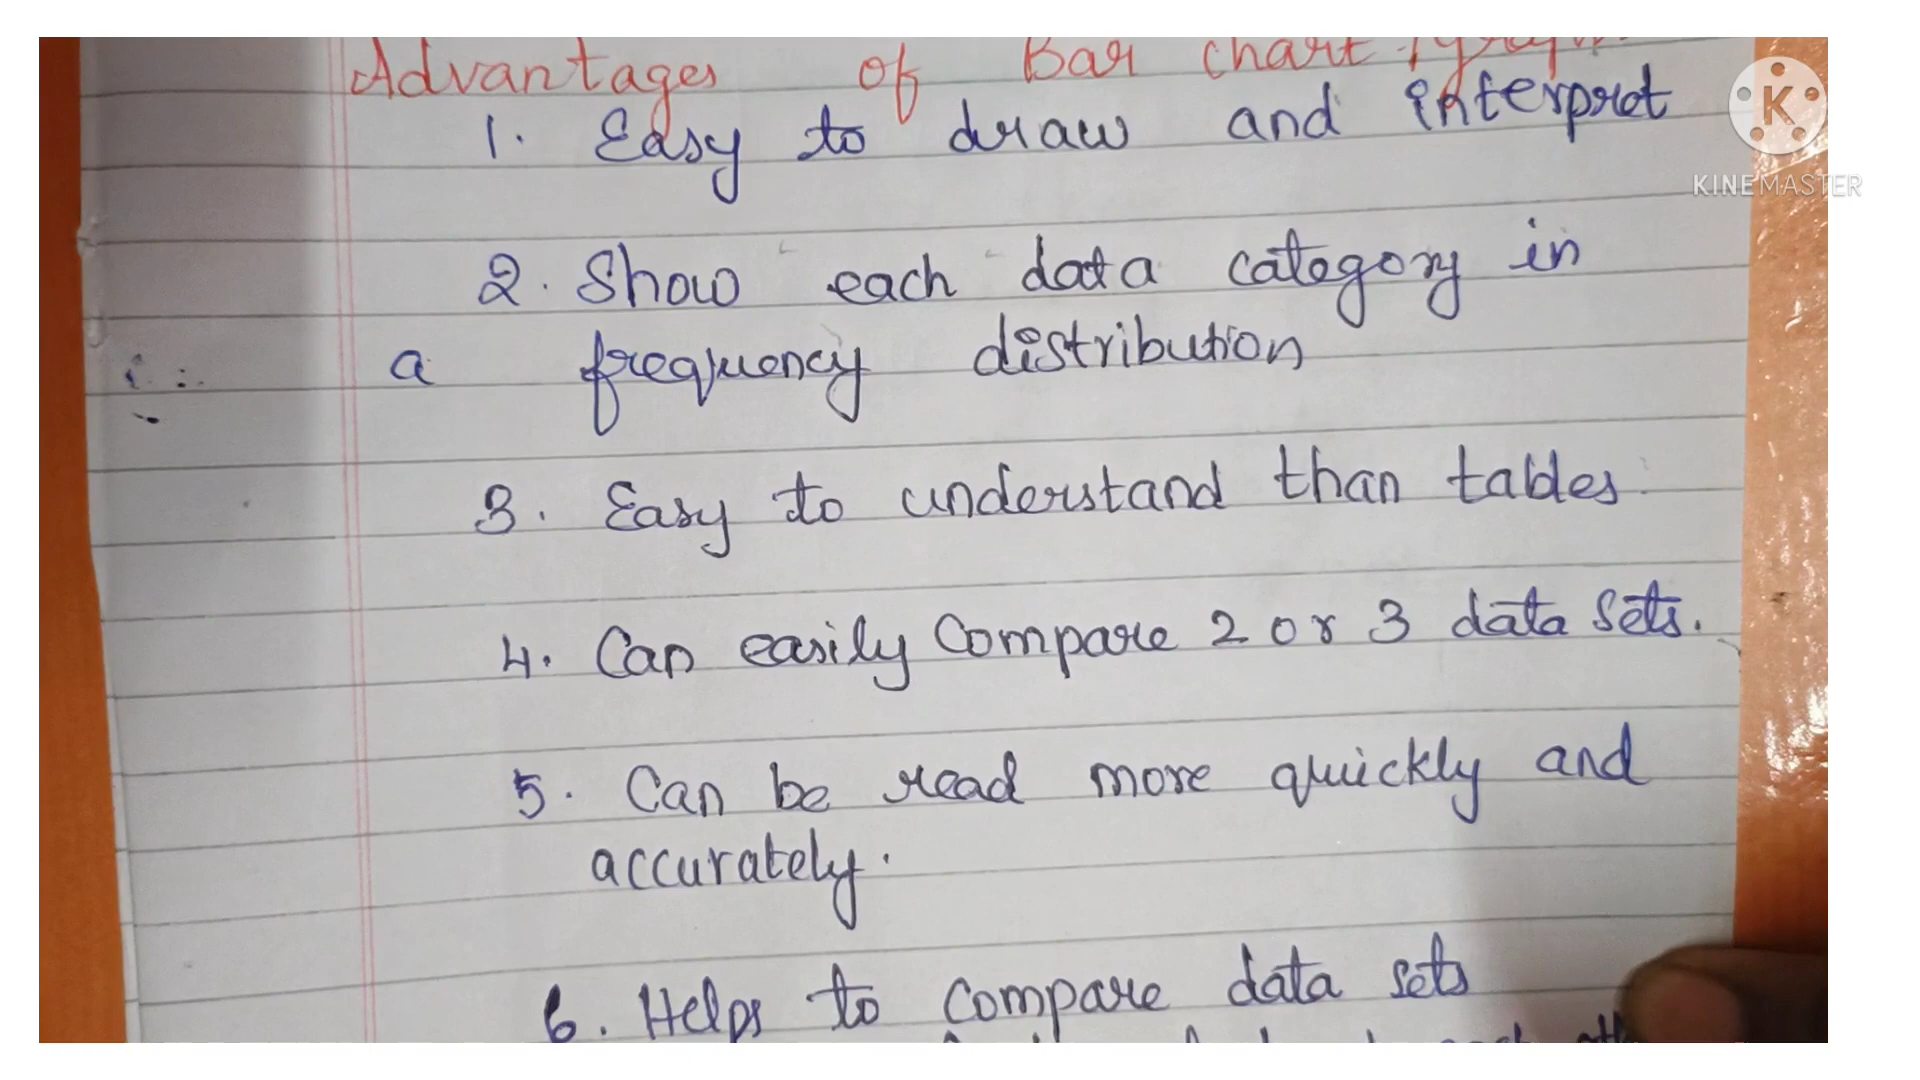 Advantages of Bar chart / graph
1. Easy to draw and interpret
2. Show each data category in
a frequency distribution
3. Easy to understand than tables
4. Can easily Compare 2 or 3 data sets.
5. Can be read more quickly and
accurately.
6. Helps to compare data sets
K
KINEMASTER